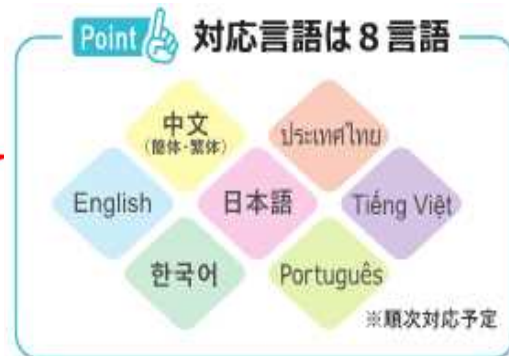 Point 対応言語は8言語
中文
(簡体・繁体)
ประเทศไทย
English
日本語
Tiếng Việt
한국어
Português
※順次対応予定